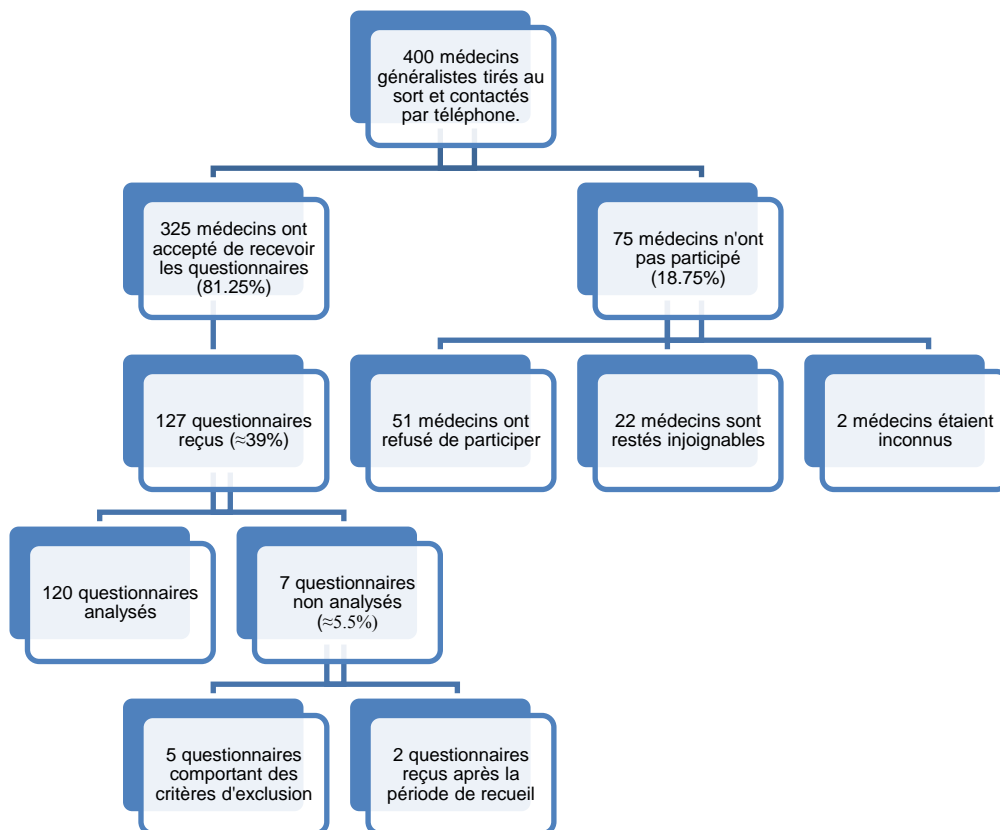 400 médecins
généralistes tirés au
sort et contactés
par téléphone.
325 médecins ont
accepté de recevoir
les questionnaires
(81.25%)
75 médecins n'ont
pas participé
(18.75%)
127 questionnaires
reçus (≈39%)
51 médecins ont
refusé de participer
22 médecins sont
restés injoignables
2 médecins étaient
inconnus
120 questionnaires
analysés
7 questionnaires
non analysés
(≈5.5%)
5 questionnaires
comportant des
critères d'exclusion
2 questionnaires
reçus après la
période de recueil